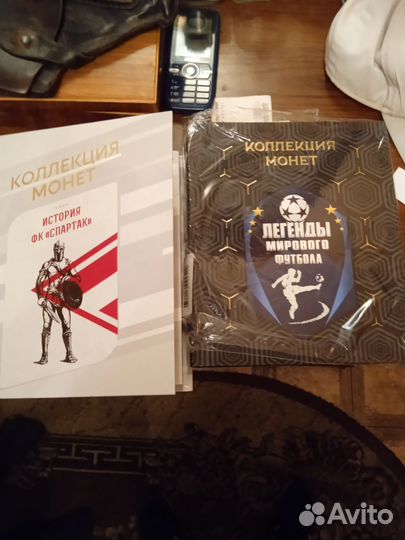 КОЛЛЕКЦИЯ
МОНЕТ
ИСТОРИЯ
ФК «СПАРТАК»
КОЛЛЕКЦИЯ
МОНЕТ
ЛЕГЕНДЫ
МИРОВОГО
ФУТБОЛА
Avito